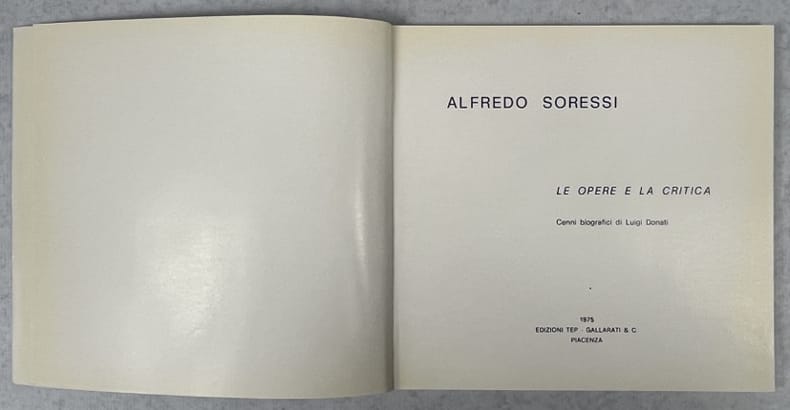 ALFREDO SORESSI
LE OPERE E LA CRITICA
Cenni biografici di Luigi Donati
1975
EDIZIONI TEP - GALLARATI & C.
PIACENZA